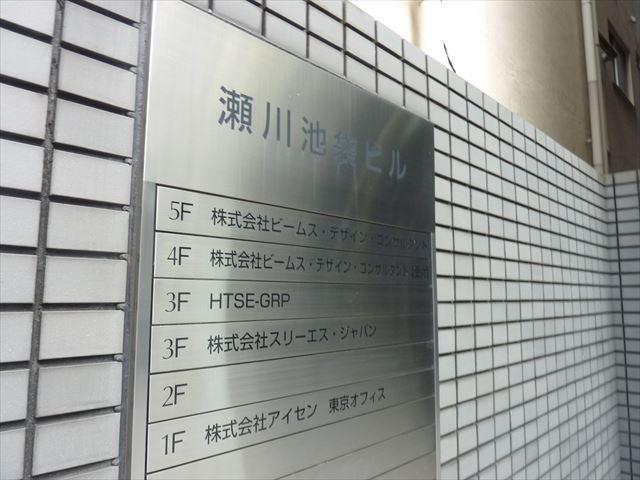 瀬川池袋ビル
5F 株式会社ビームス・デザイン・コンサルタント
4F 株式会社ビームス・デザイン・コンサルタント
3F HTSE-GRP
3F 株式会社スリーエス・ジャパン
2F
1F 株式会社アイセン 東京オフィス